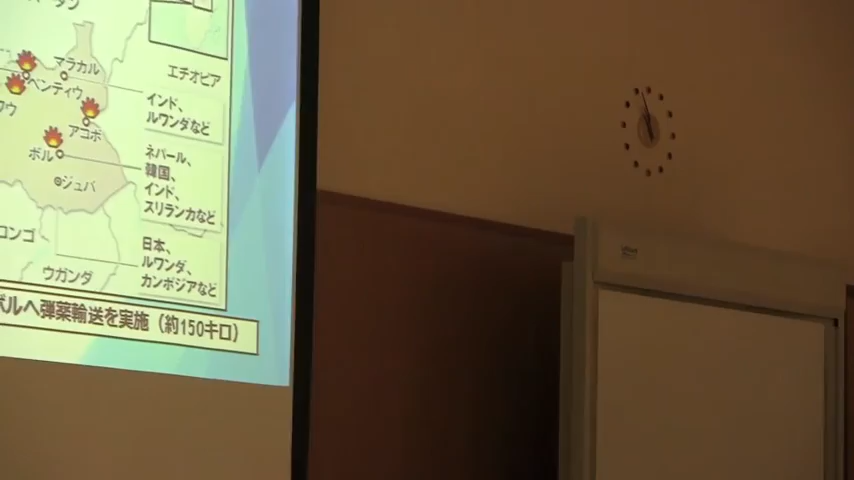 マラカル
エチオピア
ベンティウ
インド、
ルワンダなど
アコボ
ボル
ネパール、
韓国、
インド、
スリランカなど
ジュバ
コンゴ
日本、
ルワンダ、
カンボジアなど
ウガンダ
ボルへ弾薬輸送を実施（約150キロ）